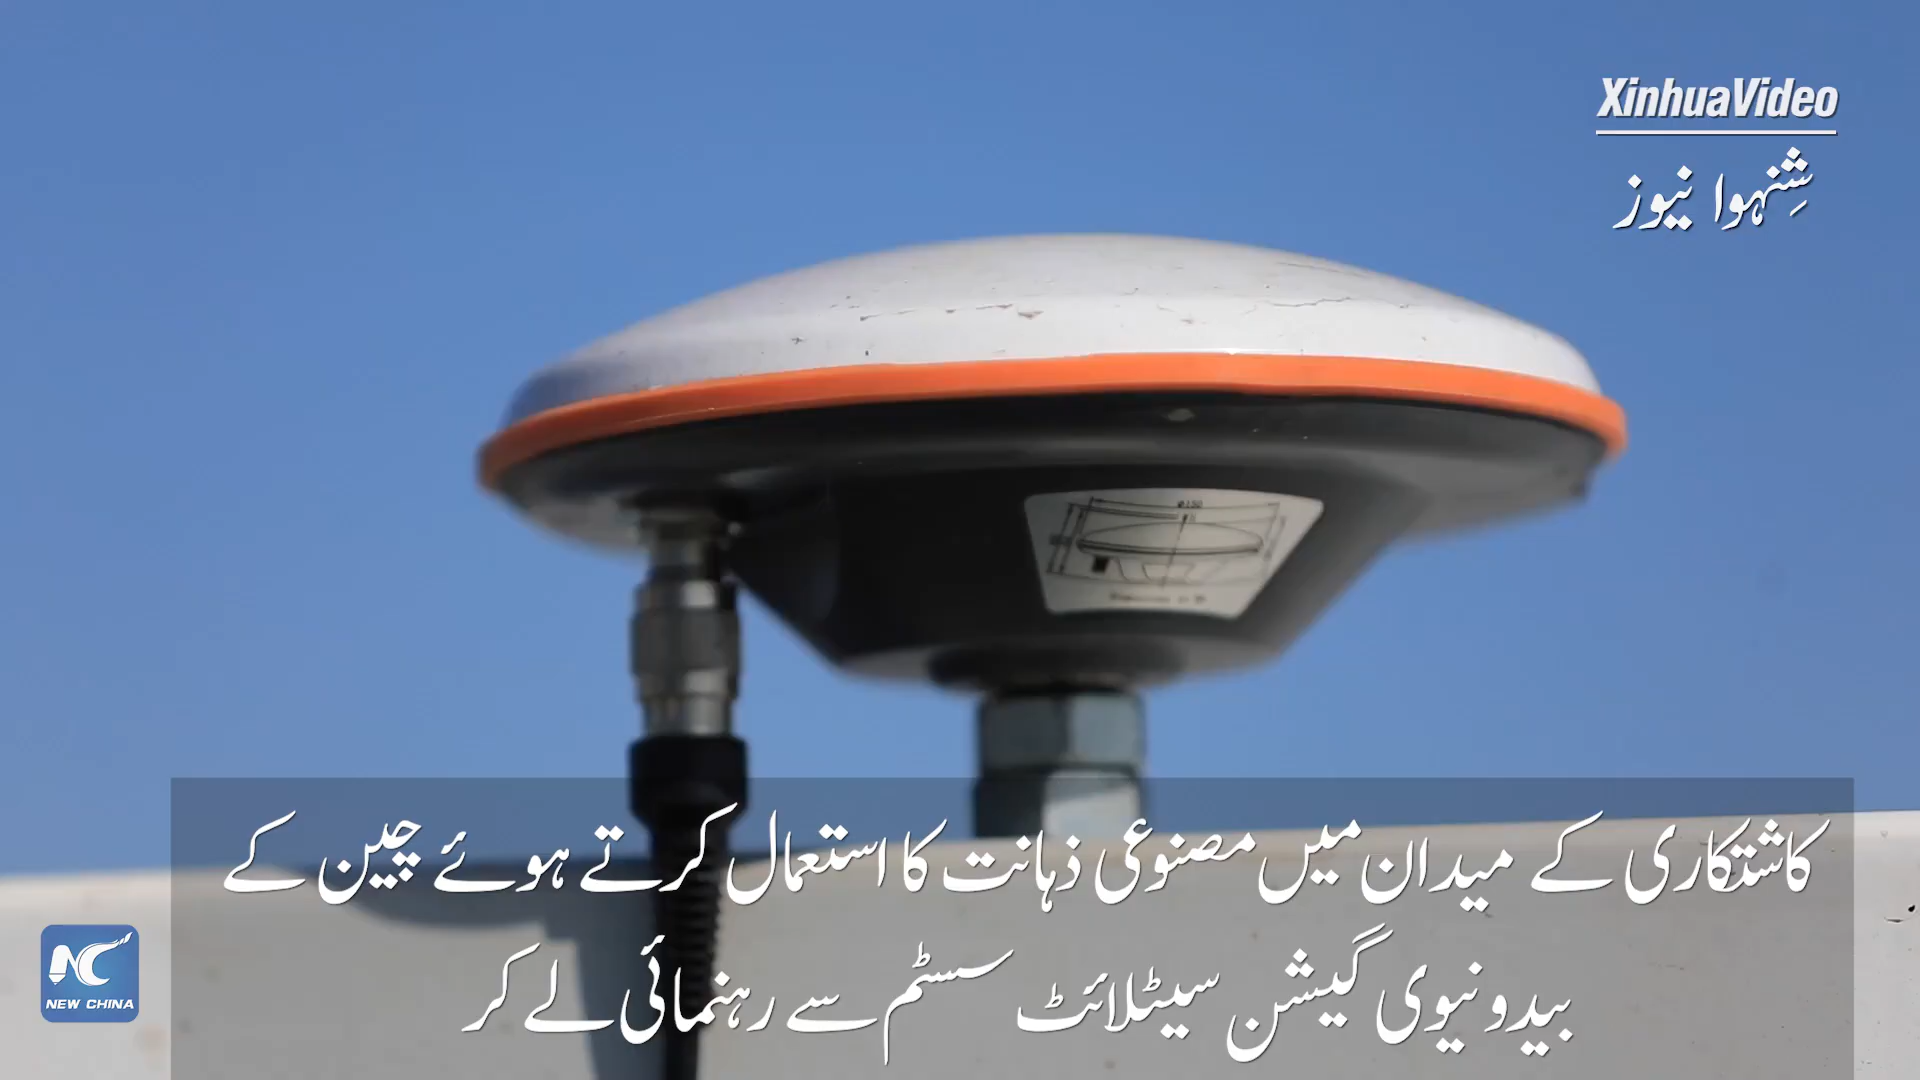 XinhuaVideo
شِنہوا نیوز
Φ150
کاشتکاری کے میدان میں مصنوعی ذہانت کا استعمال کرتے ہوئے چین کے
بیدو نیوی گیشن سیٹلائٹ سسٹم سے رہنمائی لے کر
NEW CHINA